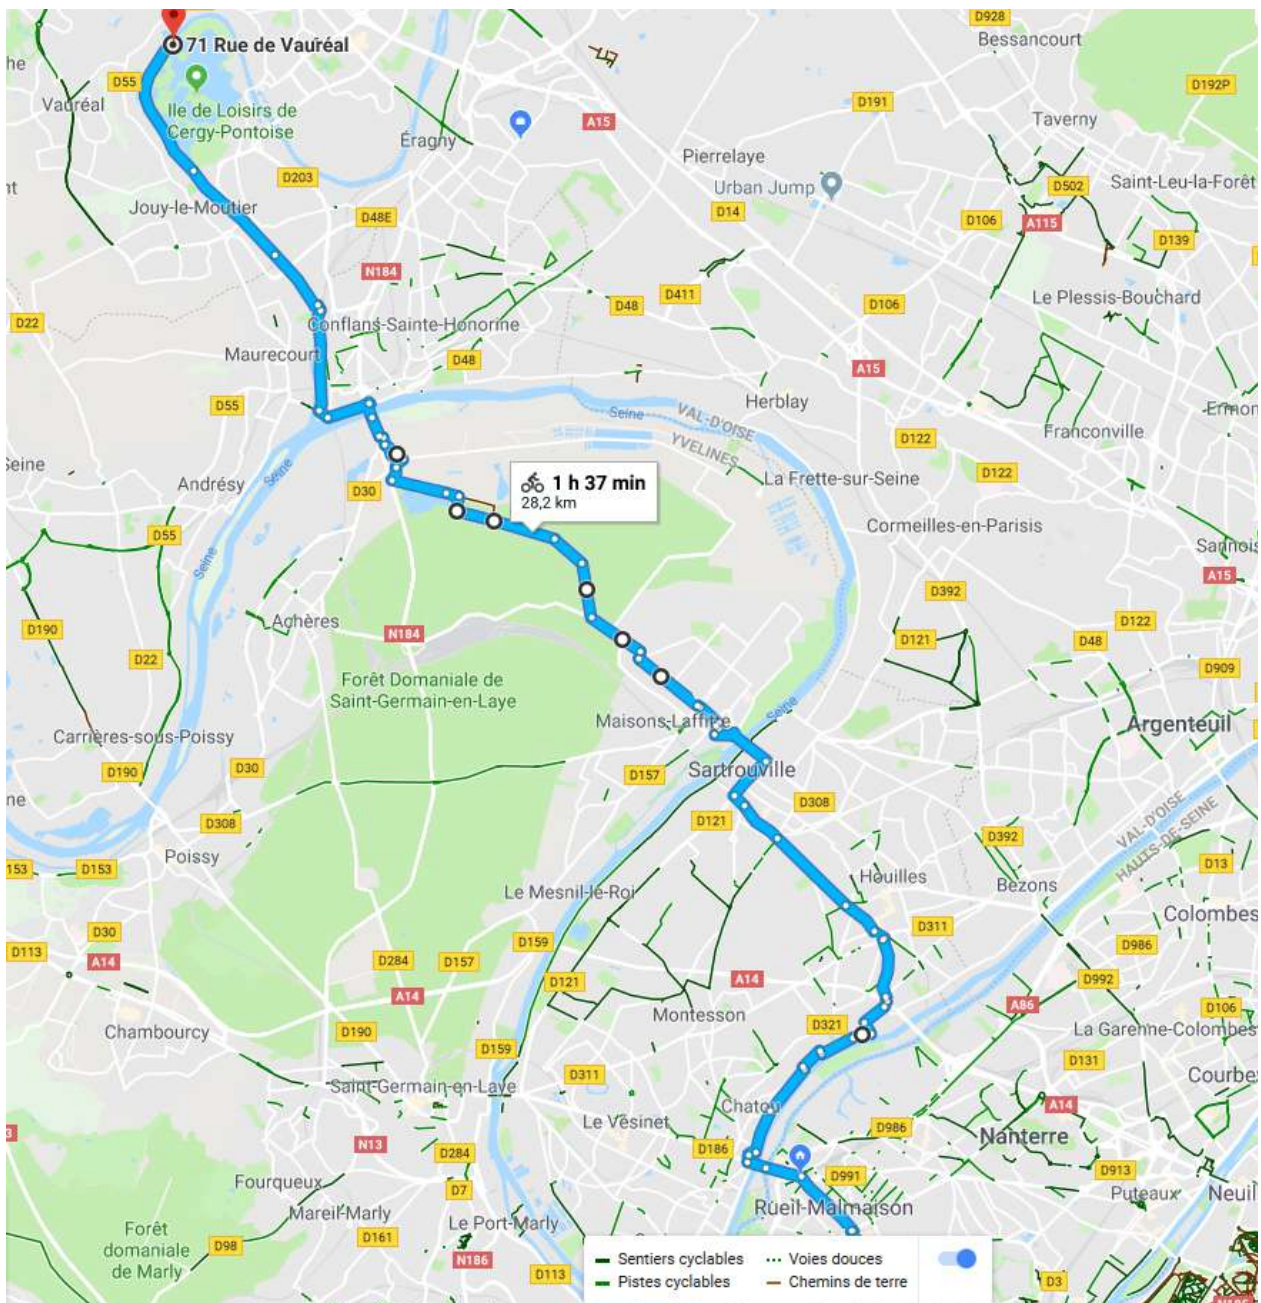 D928
Bessancourt
71 Rue de Vauréal
he
D55
D192P
Vauréal
Ile de Loisirs de
Cergy-Pontoise
D191
A15
Taverny
Éragny
Pierrelaye
D203
Urban Jump
D502
Saint-Leu-la-Forêt
nt
Jouy-le-Moutier
D48E
D14
D106
A115
D139
N184
D411
Le Plessis-Bouchard
D22
D48
D106
Conflans-Sainte-Honorine
Maurecourt
D48
A15
D55
Herblay
Seine
VAL-D'OISE
YVELINES
Ermon
Franconville
D122
Seine
Seine
D122
Andrésy
D30
1 h 37 min
28,2 km
La Frette-sur-Seine
Cormeilles-en-Parisis
D55
Sannois
Seine
A15
D392
Achères
D190
N184
D121
D48
D122
D22
D909
Forêt Domaniale de
Saint-Germain-en-Laye
Seine
Maisons-Laffitte
Argenteuil
Carrières-sous-Poissy
D190
D30
D157
Sartrouville
ne
D308
D308
D121
VAL-D'OISE
HAUTS-DE-SEINE
D392
Poissy
153
D153
D13
Houilles
Bezons
Le Mesnil-le-Roi
Colombes
D30
D311
D113
D159
D986
A14
D284
D157
A14
D121
D992
A14
Montesson
A86
D106
Chambourcy
D190
D321
La Garenne-Colombes
D159
D131
D311
Saint-Germain-en-Laye
Courbe
Chatou
A14
Le Vésinet
D986
3
N13
D186
Nanterre
D284
D991
D913
Fourqueux
D7
Puteaux
Neuil
Rueil-Malmaison
Mareil-Marly
Le Port-Marly
Forêt
domaniale
de Marly
D98
D161
N186
D113
Sentiers cyclables
Voies douces
Pistes cyclables
Chemins de terre
D3